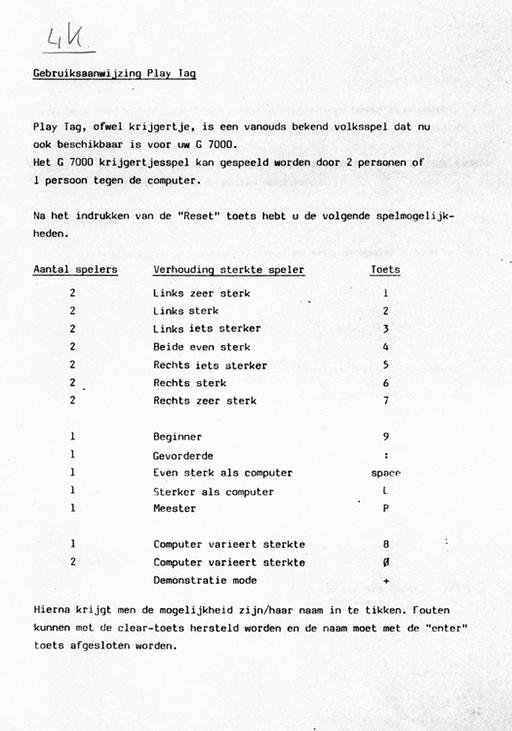 4K
Gebruiksaanwijzing Play Tag
Play Tag, ofwel krijgertje, is een vanouds bekend volksspel dat nu
ook beschikbaar is voor uw G 7000.
Het G 7000 krijgertjesspel kan gespeeld worden door 2 personen of
1 persoon tegen de computer.
Na het indrukken van de "Reset" toets hebt u de volgende spelmogelijk-
heden.
Aantal spelers Verhouding sterkte speler Toets
2 Links zeer sterk 1
2 Links sterk 2
2 Links iets sterker 3
2 Beide even sterk 4
2 Rechts iets sterker 5
2 Rechts sterk 6
2 Rechts zeer sterk 7
1 Beginner 9
1 Gevorderde :
1 Even sterk als computer space
1 Sterker als computer L
1 Meester P
1 Computer varieert sterkte 8
2 Computer varieert sterkte Ø
Demonstratie mode +
Hierna krijgt men de mogelijkheid zijn/haar naam in te tikken. Fouten
kunnen met de clear-toets hersteld worden en de naam moet met de "enter"
toets afgesloten worden.